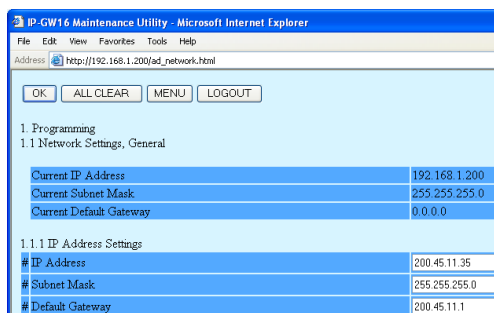 IP-GW16 Maintenance Utility - Microsoft Internet Explorer
File Edit View Favorites Tools Help
Address http://192.168.1.200/ad_network.html
OK ALL CLEAR MENU LOGOUT
1. Programming
1.1 Network Settings, General
Current IP Address 192.168.1.200
Current Subnet Mask 255.255.255.0
Current Default Gateway 0.0.0.0
1.1.1 IP Address Settings
# IP Address 200.45.11.35
# Subnet Mask 255.255.255.0
# Default Gateway 200.45.11.1